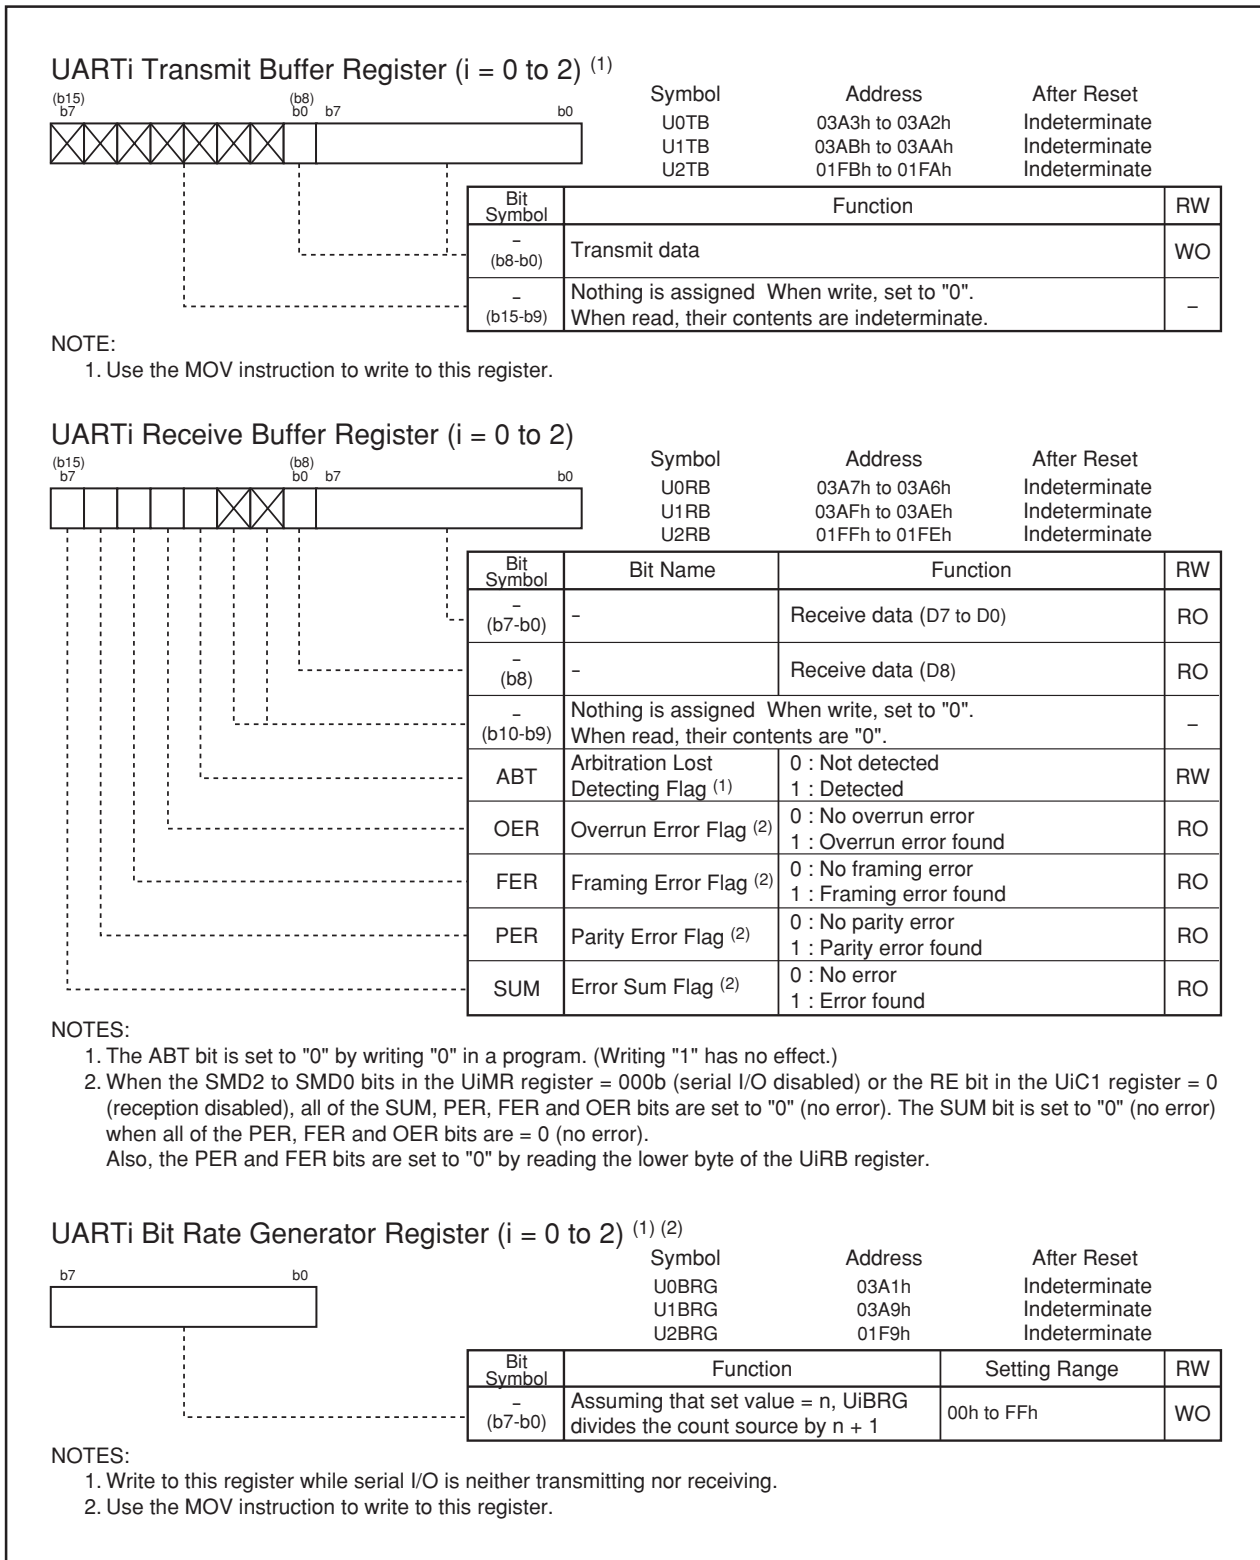 UARTi Transmit Buffer Register (i = 0 to 2) (1)
(b15) (b8)
b7 b0 b7 b0
Symbol Address After Reset
U0TB 03A3h to 03A2h Indeterminate
U1TB 03ABh to 03AAh Indeterminate
U2TB 01FBh to 01FAh Indeterminate
Bit Symbol Function RW
– (b8-b0) Transmit data WO
– (b15-b9) Nothing is assigned When write, set to "0".
When read, their contents are indeterminate. –
NOTE:
1. Use the MOV instruction to write to this register.
UARTi Receive Buffer Register (i = 0 to 2)
(b15) (b8)
b7 b0 b7 b0
Symbol Address After Reset
U0RB 03A7h to 03A6h Indeterminate
U1RB 03AFh to 03AEh Indeterminate
U2RB 01FFh to 01FEh Indeterminate
Bit Symbol Bit Name Function RW
– (b7-b0) – Receive data (D7 to D0) RO
– (b8) – Receive data (D8) RO
– (b10-b9) Nothing is assigned When write, set to "0".
When read, their contents are "0". –
ABT Arbitration Lost Detecting Flag (1) 0 : Not detected
1 : Detected RW
OER Overrun Error Flag (2) 0 : No overrun error
1 : Overrun error found RO
FER Framing Error Flag (2) 0 : No framing error
1 : Framing error found RO
PER Parity Error Flag (2) 0 : No parity error
1 : Parity error found RO
SUM Error Sum Flag (2) 0 : No error
1 : Error found RO
NOTES:
1. The ABT bit is set to "0" by writing "0" in a program. (Writing "1" has no effect.)
2. When the SMD2 to SMD0 bits in the UiMR register = 000b (serial I/O disabled) or the RE bit in the UiC1 register = 0
(reception disabled), all of the SUM, PER, FER and OER bits are set to "0" (no error). The SUM bit is set to "0" (no error)
when all of the PER, FER and OER bits are = 0 (no error).
Also, the PER and FER bits are set to "0" by reading the lower byte of the UiRB register.
UARTi Bit Rate Generator Register (i = 0 to 2) (1) (2)
b7 b0
Symbol Address After Reset
U0BRG 03A1h Indeterminate
U1BRG 03A9h Indeterminate
U2BRG 01F9h Indeterminate
Bit Symbol Function Setting Range RW
– (b7-b0) Assuming that set value = n, UiBRG
divides the count source by n + 1 00h to FFh WO
NOTES:
1. Write to this register while serial I/O is neither transmitting nor receiving.
2. Use the MOV instruction to write to this register.